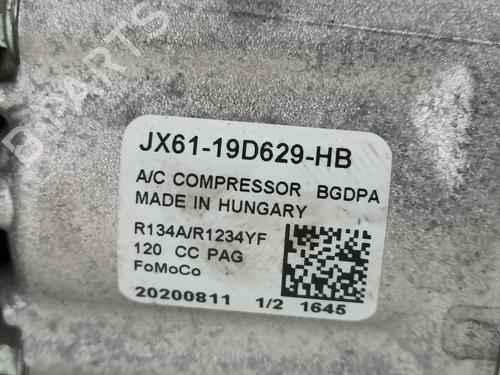 JX61-19D629-HB
A/C COMPRESSOR BGDPA
MADE IN HUNGARY
R134A/R1234YF
120 CC PAG
FoMoCo
20200811 1/2 1645